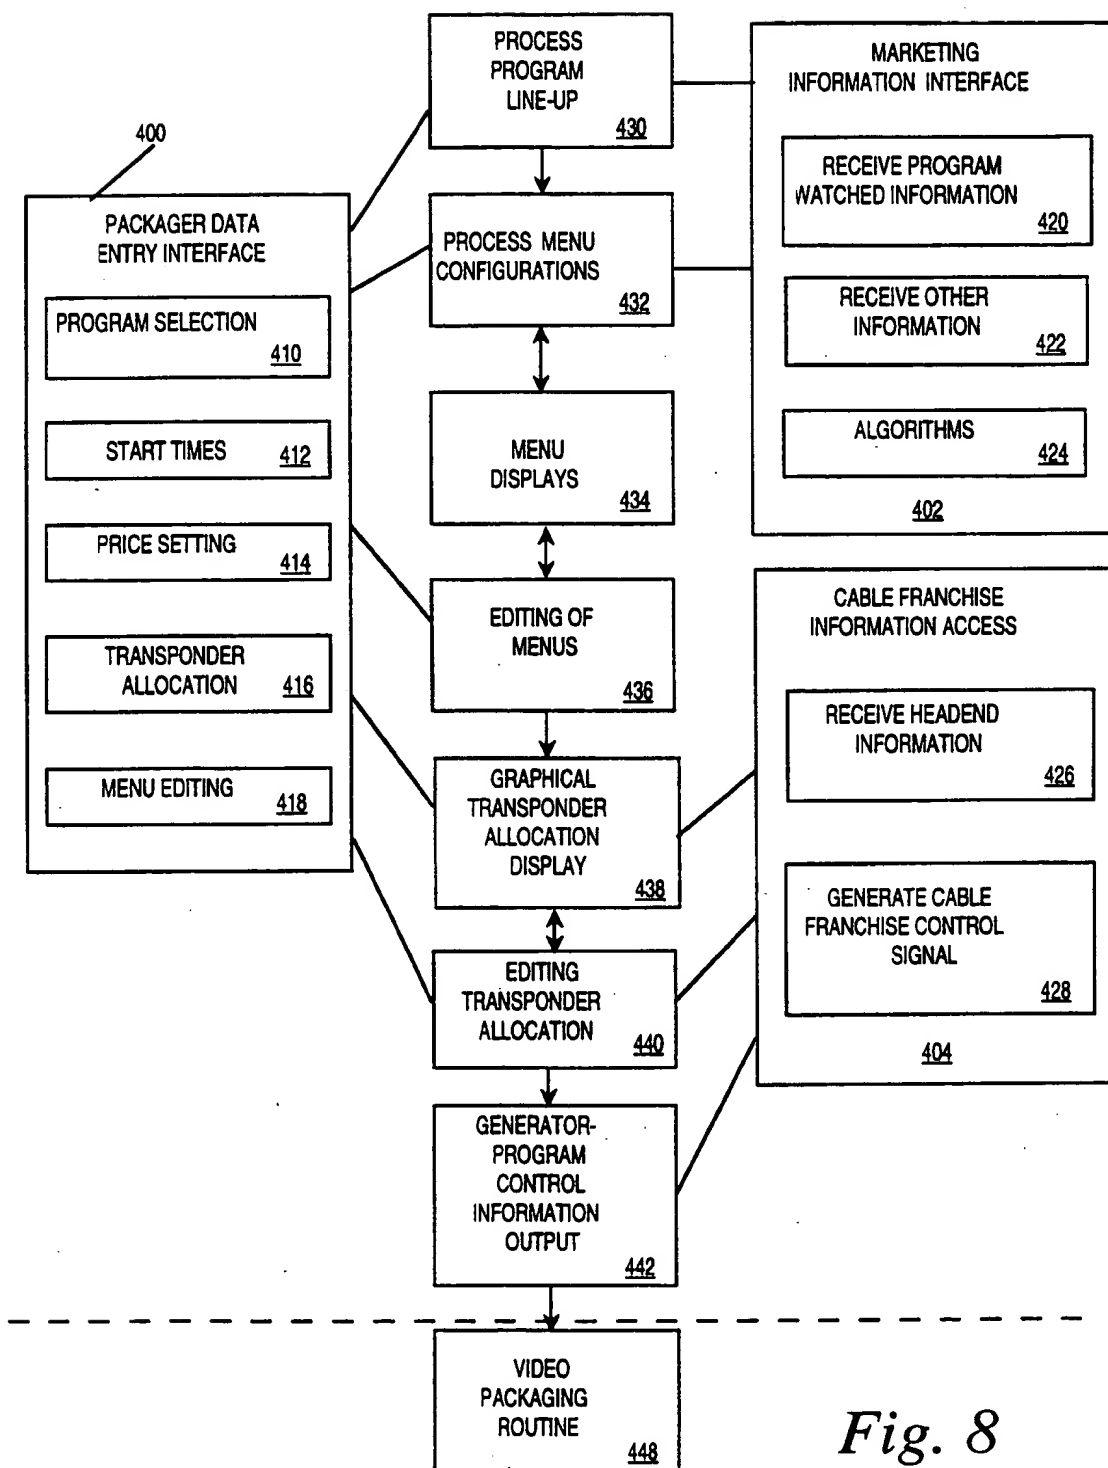 400
PACKAGER DATA
ENTRY INTERFACE
PROGRAM SELECTION
410
START TIMES
412
PRICE SETTING
414
TRANSPONDER
ALLOCATION
416
MENU EDITING
418
PROCESS
PROGRAM
LINE-UP
430
PROCESS MENU
CONFIGURATIONS
432
MENU
DISPLAYS
434
EDITING OF
MENUS
436
GRAPHICAL
TRANSPONDER
ALLOCATION
DISPLAY
438
EDITING
TRANSPONDER
ALLOCATION
440
GENERATOR-
PROGRAM
CONTROL
INFORMATION
OUTPUT
442
VIDEO
PACKAGING
ROUTINE
448
MARKETING
INFORMATION INTERFACE
RECEIVE PROGRAM
WATCHED INFORMATION
420
RECEIVE OTHER
INFORMATION
422
ALGORITHMS
424
402
CABLE FRANCHISE
INFORMATION ACCESS
RECEIVE HEADEND
INFORMATION
426
GENERATE CABLE
FRANCHISE CONTROL
SIGNAL
428
404
Fig. 8